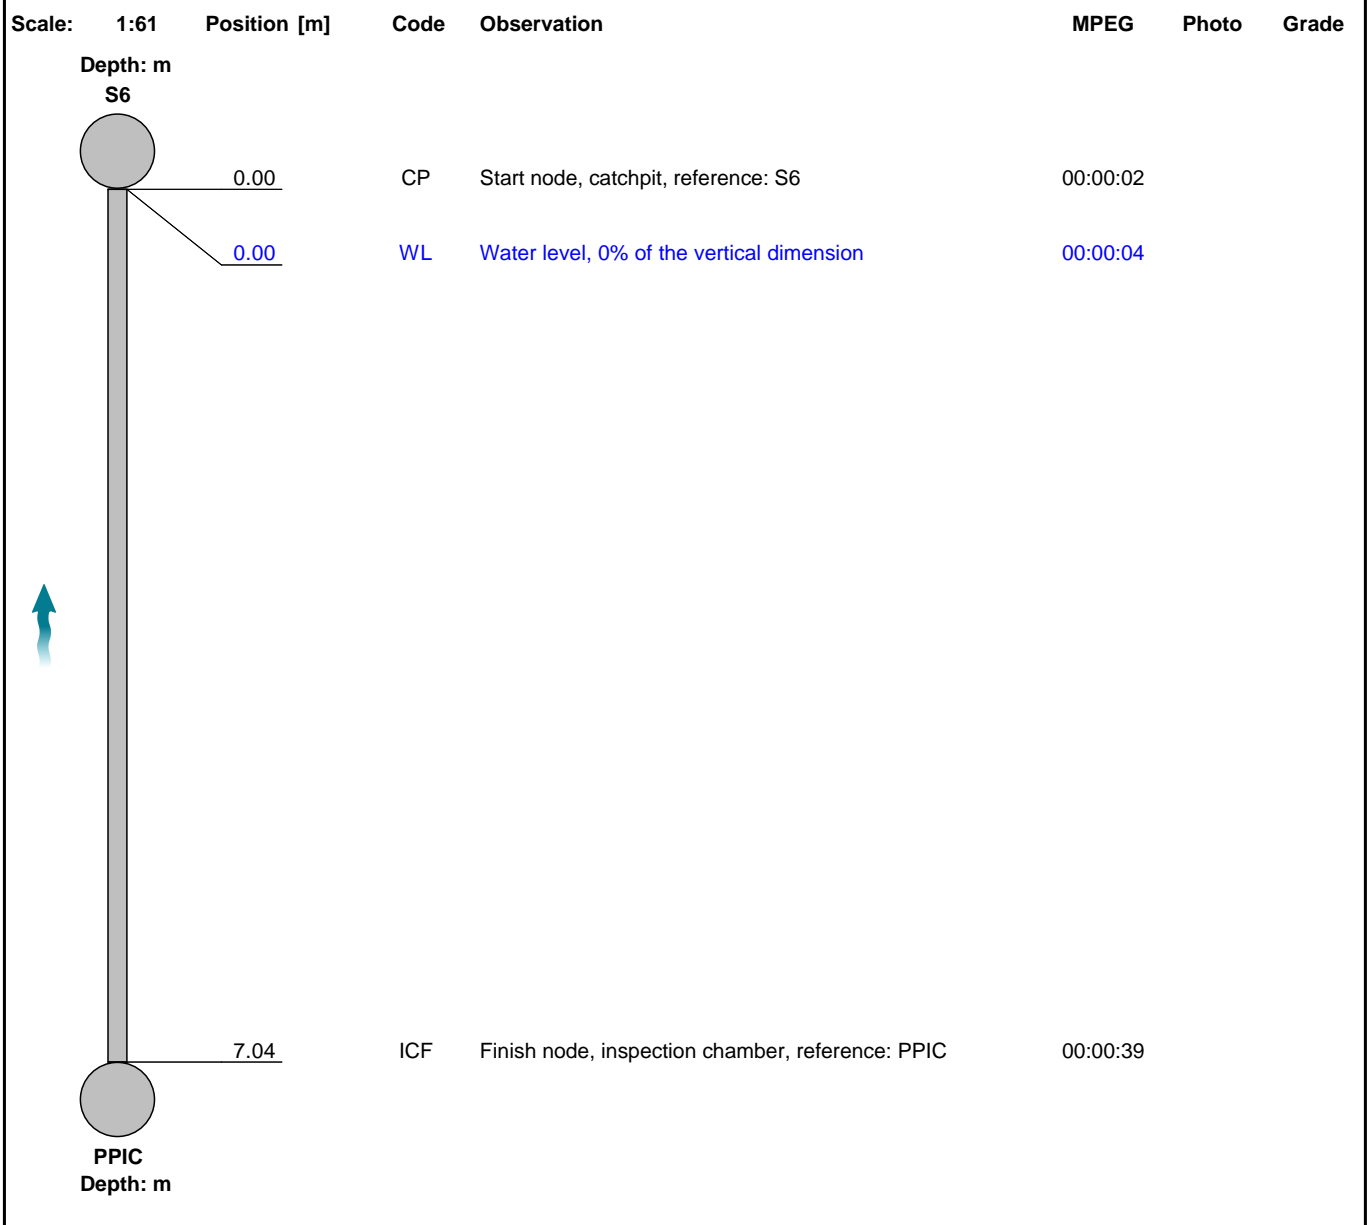 Scale: 1:61 Position [m] Code Observation MPEG Photo Grade
Depth: m
S6
0.00 CP Start node, catchpit, reference: S6 00:00:02
0.00 WL Water level, 0% of the vertical dimension 00:00:04
7.04 ICF Finish node, inspection chamber, reference: PPIC 00:00:39
PPIC
Depth: m